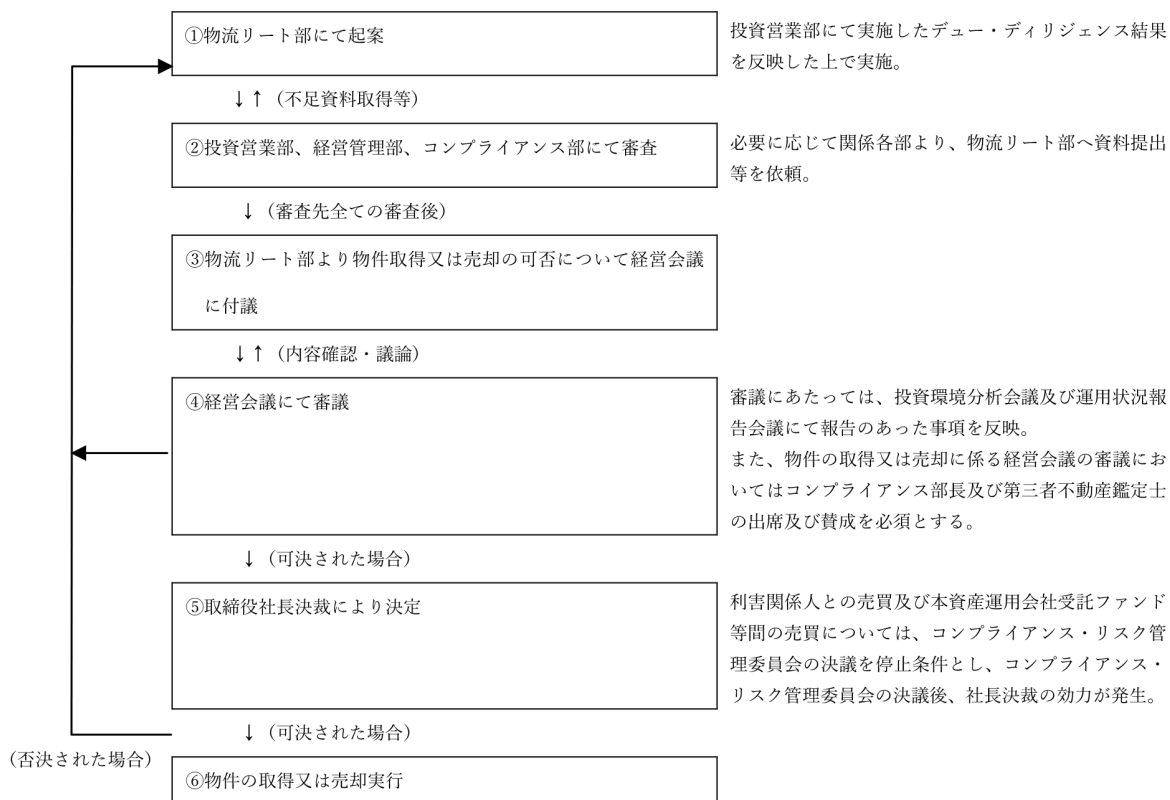 ①物流リート部にて起案
投資営業部にて実施したデュー・ディリジェンス結果
を反映した上で実施。
↓↑（不足資料取得等）
②投資営業部、経営管理部、コンプライアンス部にて審査
必要に応じて関係各部より、物流リート部へ資料提出
等を依頼。
↓（審査先全ての審査後）
③物流リート部より物件取得又は売却の可否について経営会議
に付議
↓↑（内容確認・議論）
④経営会議にて審議
審議にあたっては、投資環境分析会議及び運用状況報
告会議にて報告のあった事項を反映。
また、物件の取得又は売却に係る経営会議の審議にお
いてはコンプライアンス部長及び第三者不動産鑑定士
の出席及び賛成を必須とする。
↓（可決された場合）
⑤取締役社長決裁により決定
利害関係人との売買及び本資産運用会社受託ファンド
等間の売買については、コンプライアンス・リスク管
理委員会の決議を停止条件とし、コンプライアンス・
リスク管理委員会の決議後、社長決裁の効力が発生。
↓（可決された場合）
（否決された場合）
⑥物件の取得又は売却実行